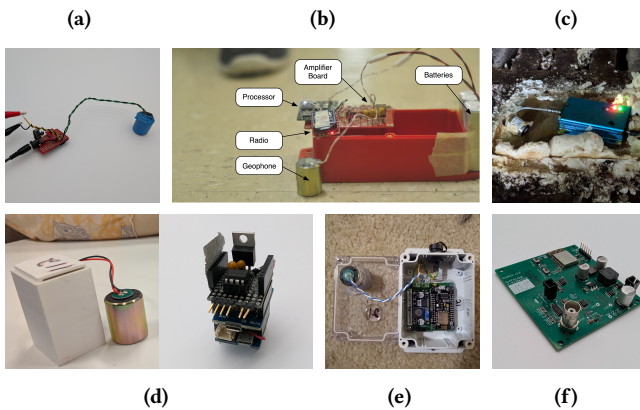 (a)
(b)
(c)
Amplifier
Board
Batteries
Processor
Radio
Geophone
(d)
(e)
(f)